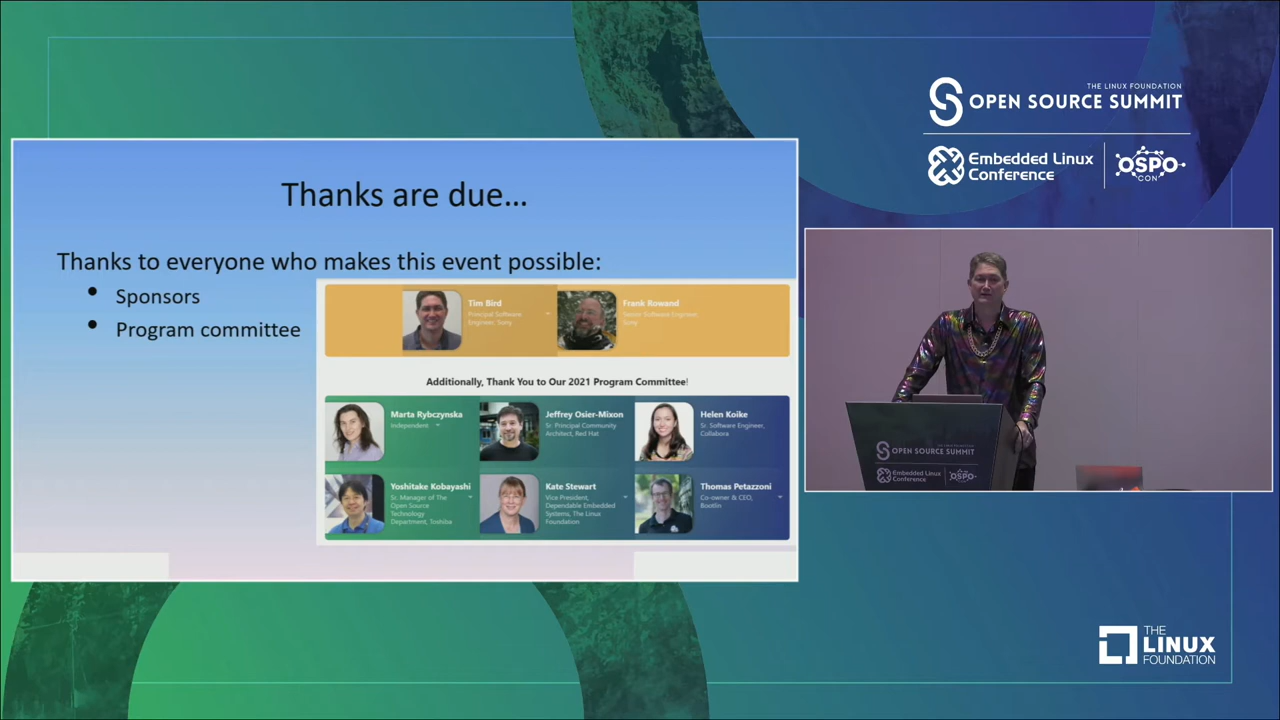 THE LINUX FOUNDATION
OPEN SOURCE SUMMIT
Embedded Linux
Conference
OSPO
CON
Thanks are due...
Thanks to everyone who makes this event possible:
• Sponsors
• Program committee
Tim Bird
Principal Software
Engineer, Sony
Frank Rowand
Senior Software Engineer,
Sony
Additionally, Thank You to Our 2021 Program Committee!
Marta Rybczynska
Independent
Jeffrey Osier-Mixon
Sr. Principal Community
Architect, Red Hat
Helen Koike
Sr. Software Engineer,
Collabora
Yoshitake Kobayashi
Sr. Manager of The
Open Source
Technology
Department, Toshiba
Kate Stewart
Vice President,
Dependable Embedded
Systems, The Linux
Foundation
Thomas Petazzoni
Co-owner & CEO,
Bootlin
OPEN SOURCE SUMMIT
Embedded Linux
Conference
OSPO
THE
LINUX
FOUNDATION